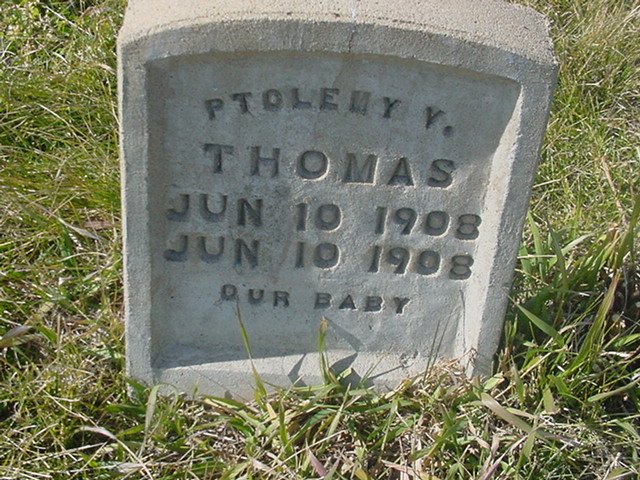 PTOLEMY Y.
THOMAS
JUN 10 1908
JUN 10 1908
OUR BABY